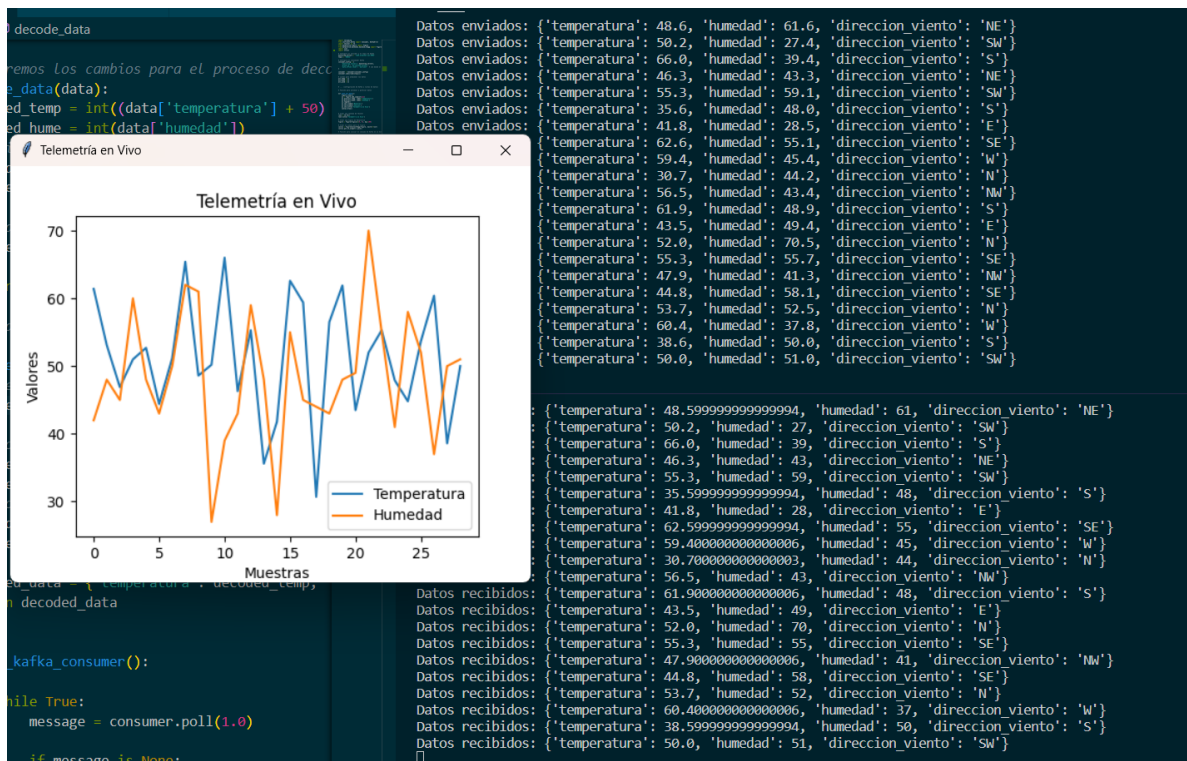 decode_data
remos los cambios para el proceso de deco
e_data(data):
ed_temp = int((data['temperatura'] + 50)
ed_hume = int(data['humedad'])
Telemetría en Vivo
Telemetría en Vivo
70
60
50
40
30
Valores
Temperatura
Humedad
0 5 10 15 20 25
Muestras
ed_data = { 'temperatura': decoded_temp,
n decoded_data
_kafka_consumer():
hile True:
message = consumer.poll(1.0)
if message is None:
Datos enviados: {'temperatura': 48.6, 'humedad': 61.6, 'direccion_viento': 'NE'}
Datos enviados: {'temperatura': 50.2, 'humedad': 27.4, 'direccion_viento': 'SW'}
Datos enviados: {'temperatura': 66.0, 'humedad': 39.4, 'direccion_viento': 'S'}
Datos enviados: {'temperatura': 46.3, 'humedad': 43.3, 'direccion_viento': 'NE'}
Datos enviados: {'temperatura': 55.3, 'humedad': 59.1, 'direccion_viento': 'SW'}
Datos enviados: {'temperatura': 35.6, 'humedad': 48.0, 'direccion_viento': 'S'}
Datos enviados: {'temperatura': 41.8, 'humedad': 28.5, 'direccion_viento': 'E'}
{'temperatura': 62.6, 'humedad': 55.1, 'direccion_viento': 'SE'}
{'temperatura': 59.4, 'humedad': 45.4, 'direccion_viento': 'W'}
{'temperatura': 30.7, 'humedad': 44.2, 'direccion_viento': 'N'}
{'temperatura': 56.5, 'humedad': 43.4, 'direccion_viento': 'NW'}
{'temperatura': 61.9, 'humedad': 48.9, 'direccion_viento': 'S'}
{'temperatura': 43.5, 'humedad': 49.4, 'direccion_viento': 'E'}
{'temperatura': 52.0, 'humedad': 70.5, 'direccion_viento': 'N'}
{'temperatura': 55.3, 'humedad': 55.7, 'direccion_viento': 'SE'}
{'temperatura': 47.9, 'humedad': 41.3, 'direccion_viento': 'NW'}
{'temperatura': 44.8, 'humedad': 58.1, 'direccion_viento': 'SE'}
{'temperatura': 53.7, 'humedad': 52.5, 'direccion_viento': 'N'}
{'temperatura': 60.4, 'humedad': 37.8, 'direccion_viento': 'W'}
{'temperatura': 38.6, 'humedad': 50.0, 'direccion_viento': 'S'}
{'temperatura': 50.0, 'humedad': 51.0, 'direccion_viento': 'SW'}
: {'temperatura': 48.599999999999994, 'humedad': 61, 'direccion_viento': 'NE'}
: {'temperatura': 50.2, 'humedad': 27, 'direccion_viento': 'SW'}
: {'temperatura': 66.0, 'humedad': 39, 'direccion_viento': 'S'}
: {'temperatura': 46.3, 'humedad': 43, 'direccion_viento': 'NE'}
: {'temperatura': 55.3, 'humedad': 59, 'direccion_viento': 'SW'}
: {'temperatura': 35.599999999999994, 'humedad': 48, 'direccion_viento': 'S'}
: {'temperatura': 41.8, 'humedad': 28, 'direccion_viento': 'E'}
: {'temperatura': 62.599999999999994, 'humedad': 55, 'direccion_viento': 'SE'}
: {'temperatura': 59.400000000000006, 'humedad': 45, 'direccion_viento': 'W'}
: {'temperatura': 30.700000000000003, 'humedad': 44, 'direccion_viento': 'N'}
: {'temperatura': 56.5, 'humedad': 43, 'direccion_viento': 'NW'}
Datos recibidos: {'temperatura': 61.900000000000006, 'humedad': 48, 'direccion_viento': 'S'}
Datos recibidos: {'temperatura': 43.5, 'humedad': 49, 'direccion_viento': 'E'}
Datos recibidos: {'temperatura': 52.0, 'humedad': 70, 'direccion_viento': 'N'}
Datos recibidos: {'temperatura': 55.3, 'humedad': 55, 'direccion_viento': 'SE'}
Datos recibidos: {'temperatura': 47.900000000000006, 'humedad': 41, 'direccion_viento': 'NW'}
Datos recibidos: {'temperatura': 44.8, 'humedad': 58, 'direccion_viento': 'SE'}
Datos recibidos: {'temperatura': 53.7, 'humedad': 52, 'direccion_viento': 'N'}
Datos recibidos: {'temperatura': 60.400000000000006, 'humedad': 37, 'direccion_viento': 'W'}
Datos recibidos: {'temperatura': 38.599999999999994, 'humedad': 50, 'direccion_viento': 'S'}
Datos recibidos: {'temperatura': 50.0, 'humedad': 51, 'direccion_viento': 'SW'}